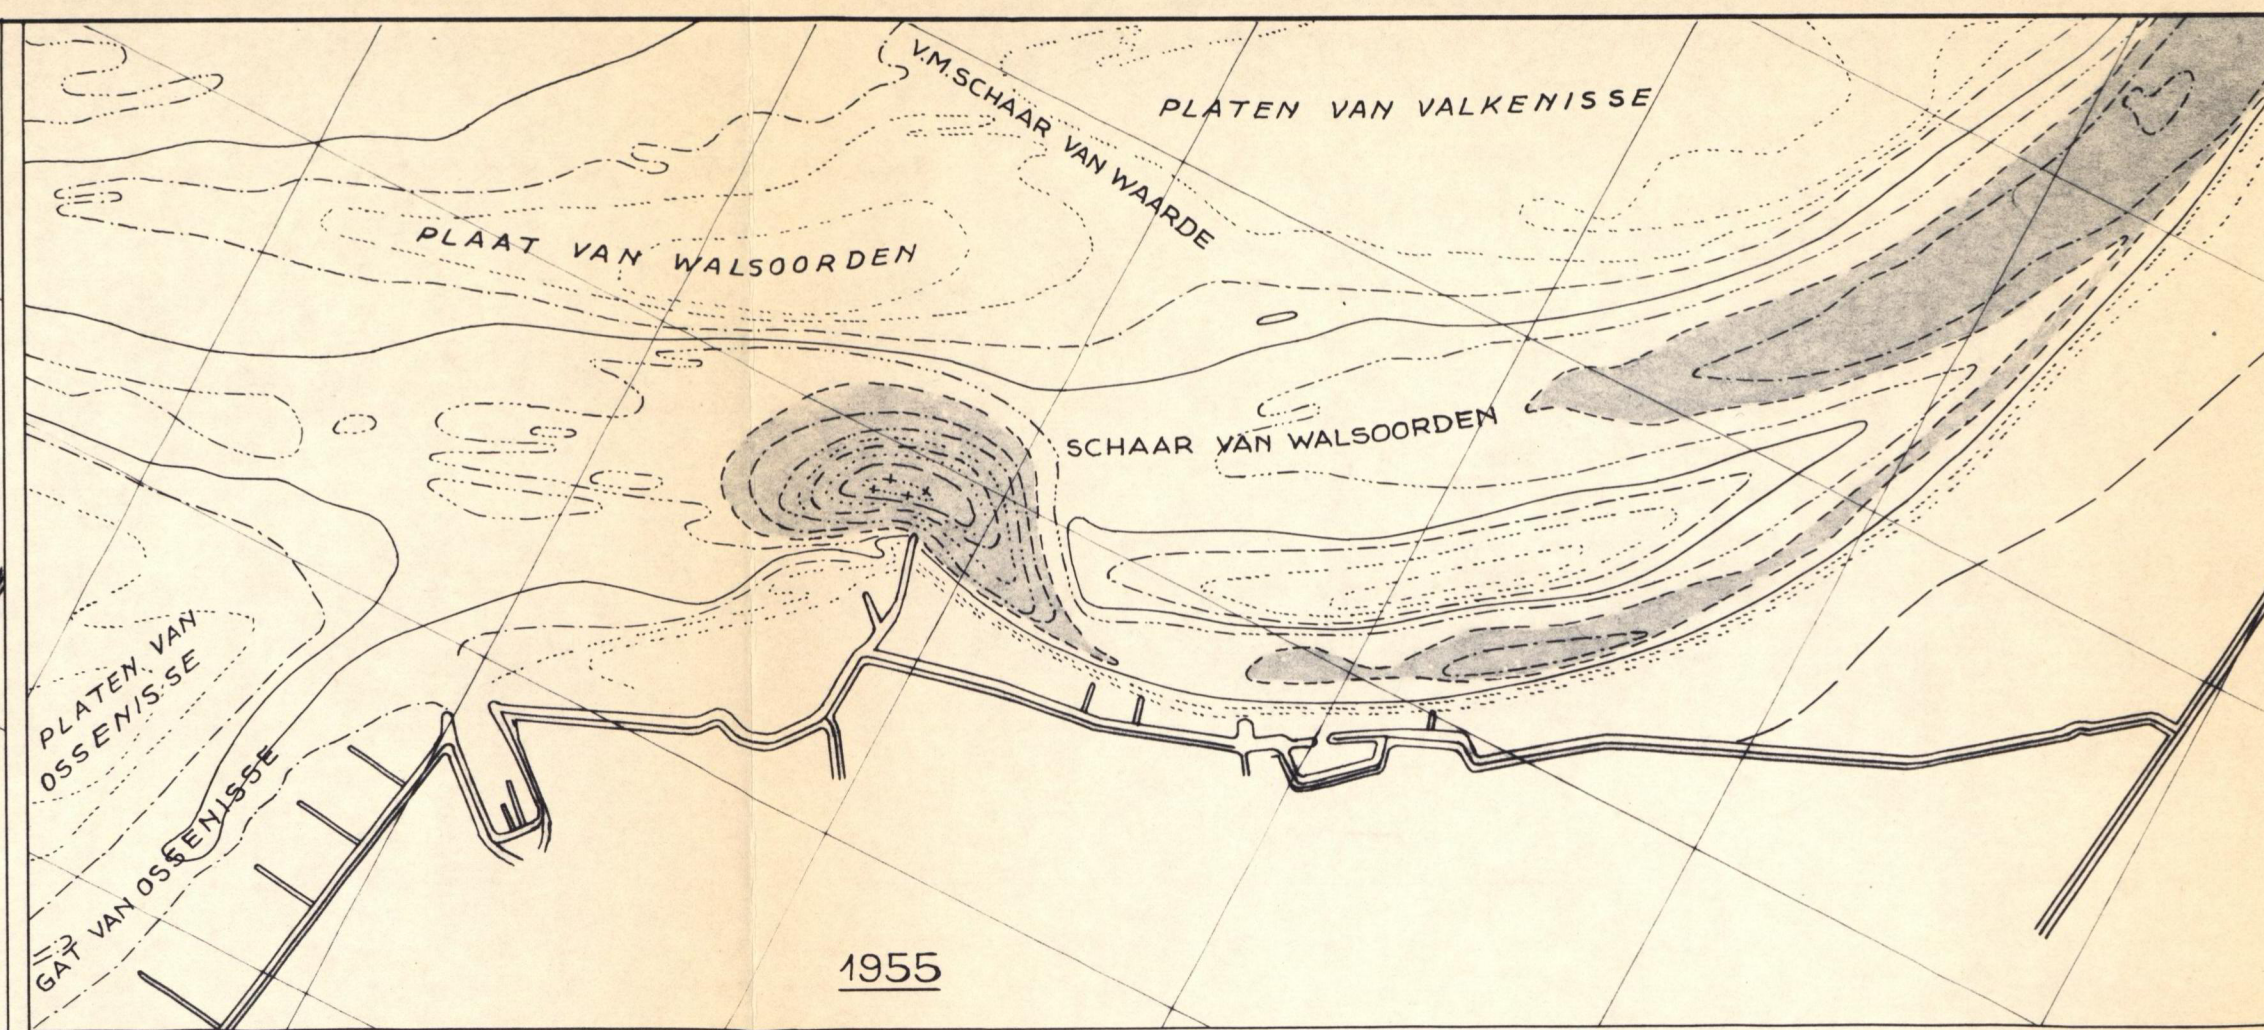 V.M. SCHAAR VAN WAARDE
PLATEN VAN VALKENISSE
PLAAT VAN WALSOORDEN
SCHAAR VAN WALSOORDEN
PLATEN VAN
OSSENISSE
GAT VAN OSSENISSE
1955